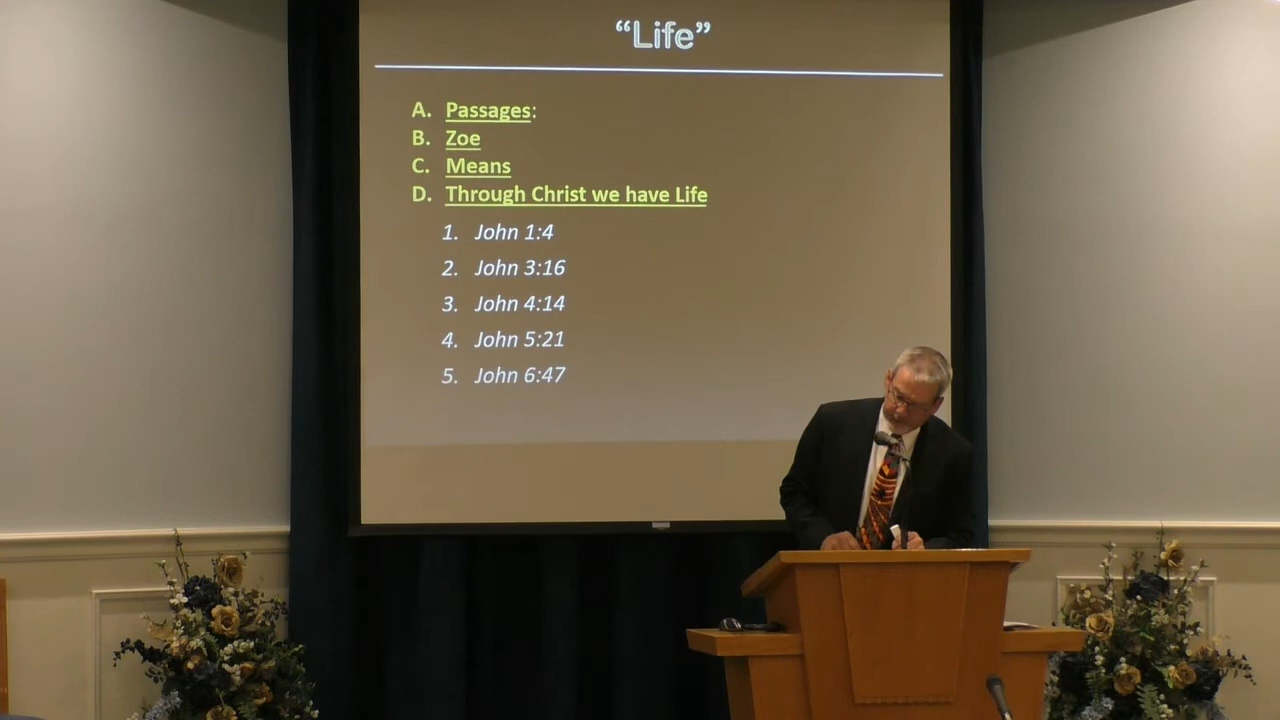 “Life”
A. Passages:
B. Zoe
C. Means
D. Through Christ we have Life
1. John 1:4
2. John 3:16
3. John 4:14
4. John 5:21
5. John 6:47